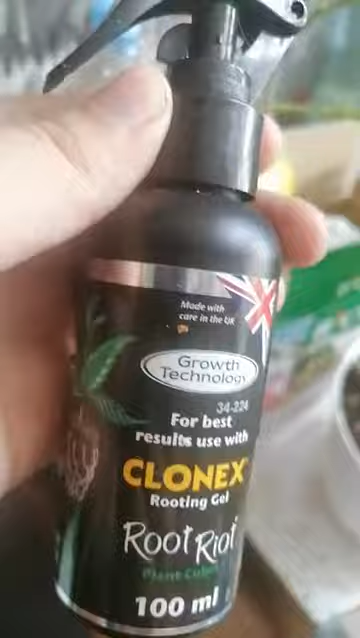 Made with
care in the UK
Growth
Technology
34-224
For best
results use with
CLONEX
Rooting Gel
Root Riot
Plant Cubes
100 ml